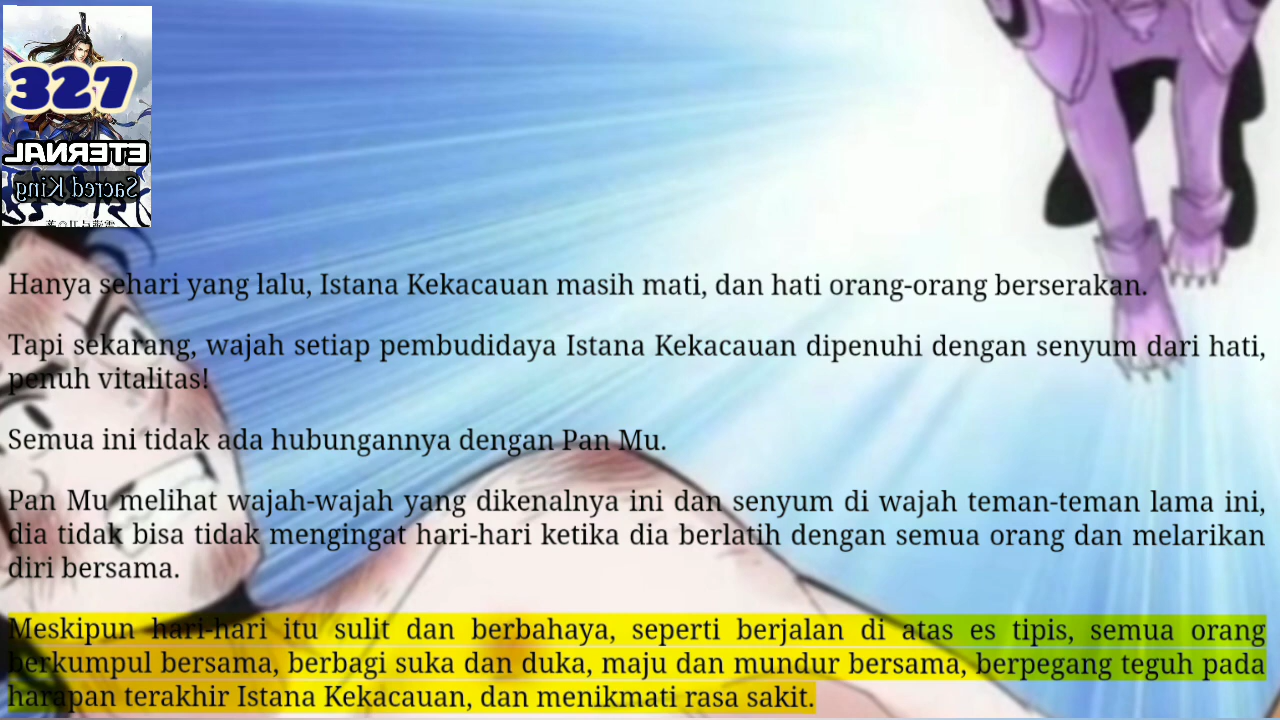 327
ETERNAL
Sacred King
Hanya sehari yang lalu, Istana Kekacauan masih mati, dan hati orang-orang berserakan.
Tapi sekarang, wajah setiap pembudidaya Istana Kekacauan dipenuhi dengan senyum dari hati,
penuh vitalitas!
Semua ini tidak ada hubungannya dengan Pan Mu.
Pan Mu melihat wajah-wajah yang dikenalnya ini dan senyum di wajah teman-teman lama ini,
dia tidak bisa tidak mengingat hari-hari ketika dia berlatih dengan semua orang dan melarikan
diri bersama.
Meskipun hari-hari itu sulit dan berbahaya, seperti berjalan di atas es tipis, semua orang
berkumpul bersama, berbagi suka dan duka, maju dan mundur bersama, berpegang teguh pada
harapan terakhir Istana Kekacauan, dan menikmati rasa sakit.